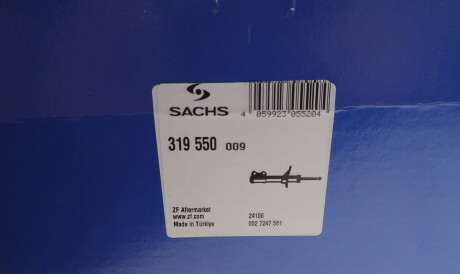 SACHS
4 059923 055204
319 550 009
ZF Aftermarket
www.zf.com 24106
Made in Türkiye 002 7247 561